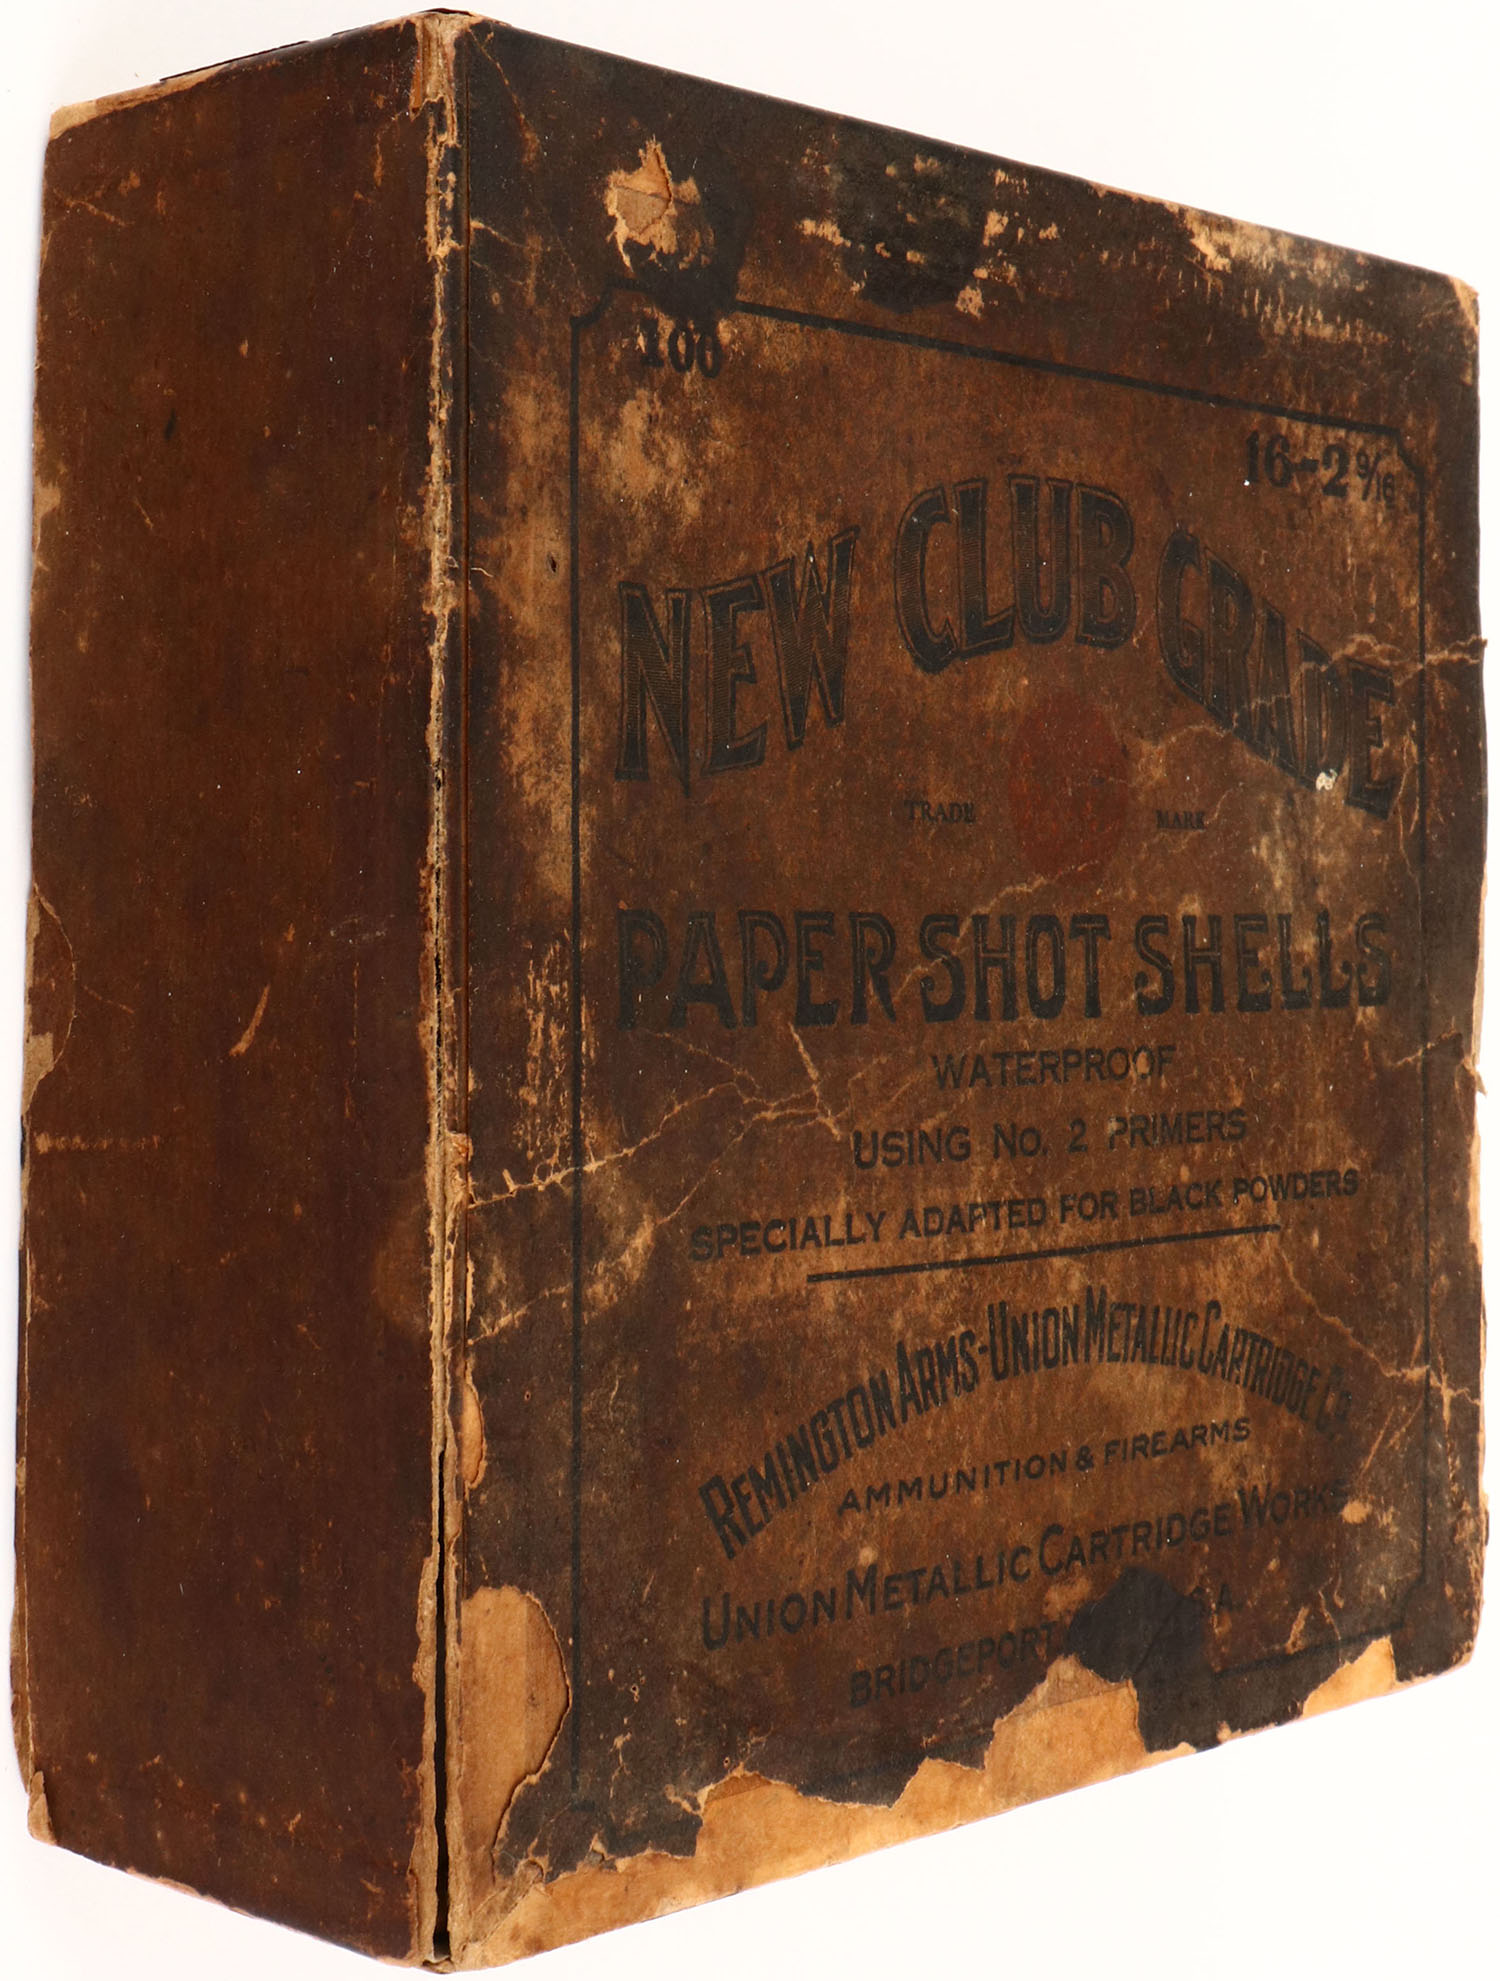 100
16-2 9/16
NEW CLUB GRADE
TRADE MARK
PAPER SHOT SHELLS
WATERPROOF
USING No. 2 PRIMERS
SPECIALLY ADAPTED FOR BLACK POWDERS
REMINGTON ARMS-UNION METALLIC CARTRIDGE CO.
AMMUNITION & FIREARMS
UNION METALLIC CARTRIDGE WORKS
BRIDGEPORT S.A.